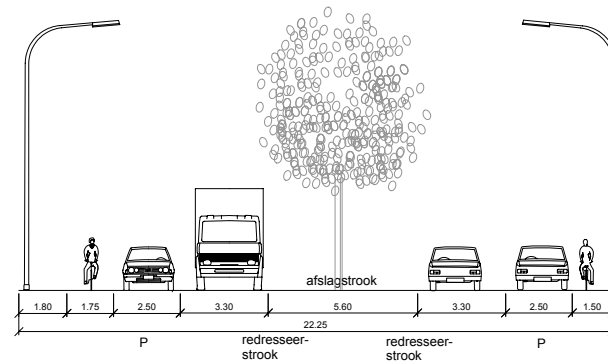 afslagstrook
1.80 1.75 2.50 3.30 5.60 3.30 2.50 1.50
22.25
P redresseer- redresseer- P
strook strook